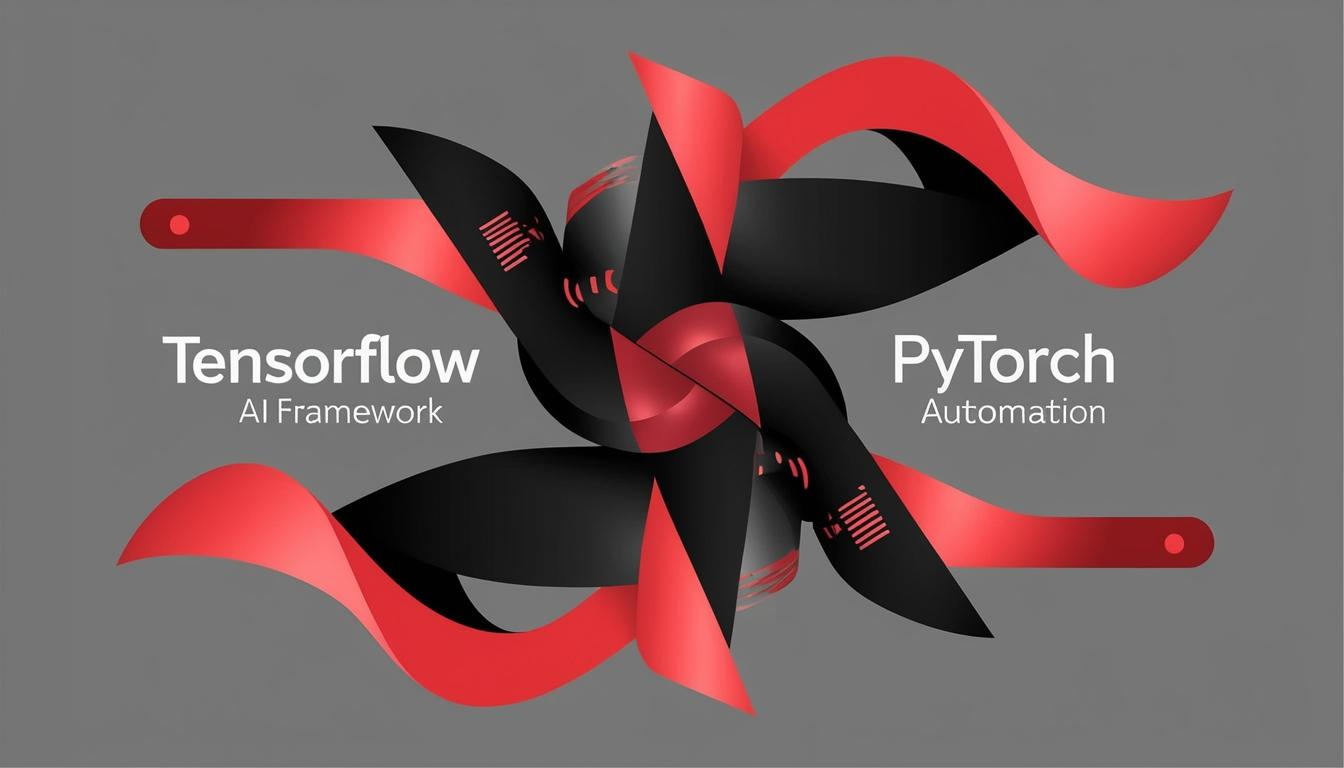 Tensorflow
AI Framework
PyTorch
Automation